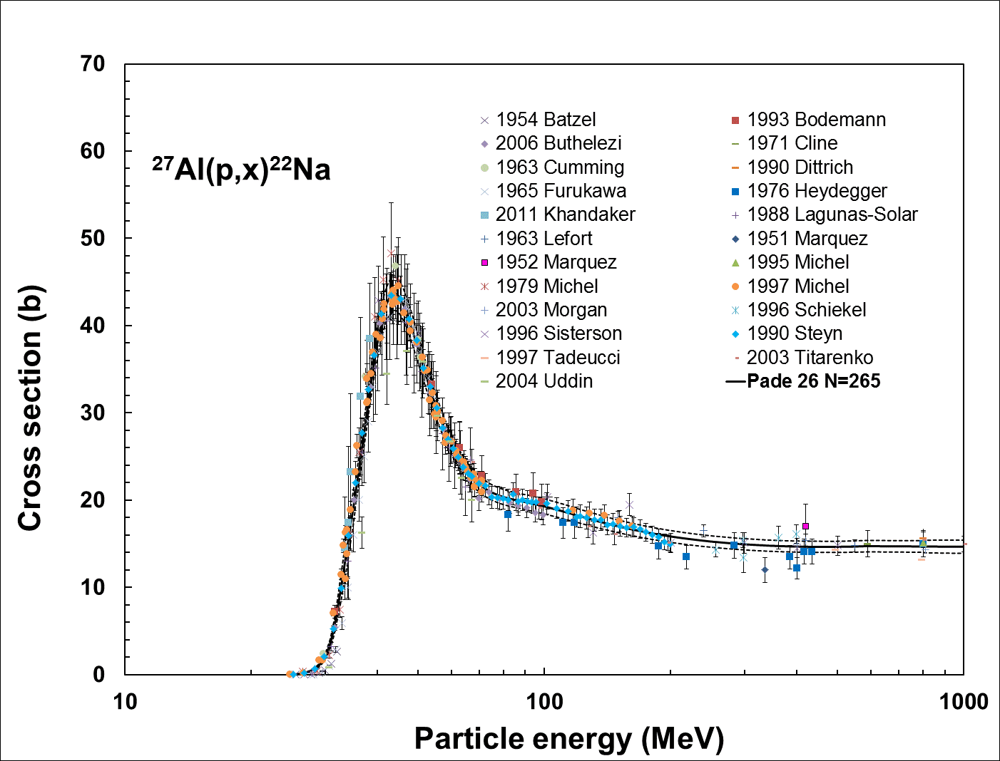 70
60
50
40
30
20
10
0
Cross section (b)
²⁷Al(p,x)²²Na
1954 Batzel
1993 Bodemann
2006 Buthelezi
1971 Cline
1963 Cumming
1990 Dittrich
1965 Furukawa
1976 Heydegger
2011 Khandaker
1988 Lagunas-Solar
1963 Lefort
1951 Marquez
1952 Marquez
1995 Michel
1979 Michel
1997 Michel
2003 Morgan
1996 Schiekel
1996 Sisterson
1990 Steyn
1997 Tadeucci
2003 Titarenko
2004 Uddin
Pade 26 N=265
10
100
1000
Particle energy (MeV)